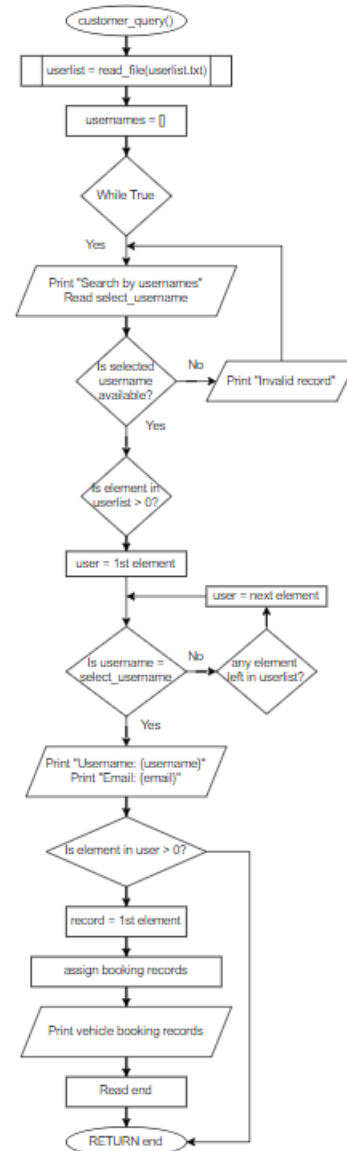 customer_query()
userlist = read_file(userlist.txt)
usernames = []
While True
Yes
Print "Search by usernames"
Read select_username
Is selected
username
available?
No
Print "Invalid record"
Yes
Is element in
userlist > 0?
user = 1st element
user = next element
Is username =
select_username
No
any element
left in userlist?
Yes
Print "Username: {username}"
Print "Email: {email}"
Is element in user > 0?
record = 1st element
assign booking records
Print vehicle booking records
Read end
RETURN end